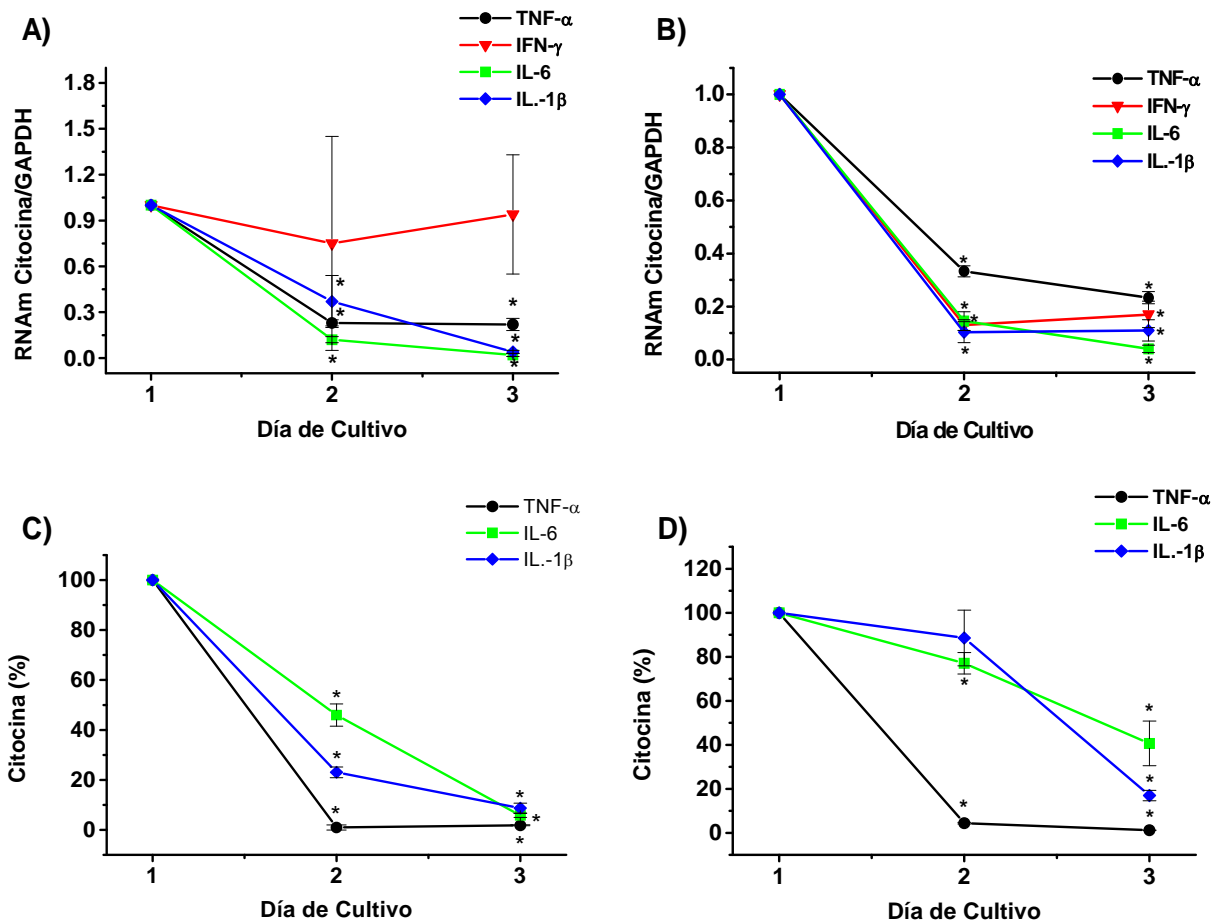 A)
TNF-α
IFN-γ
IL-6
IL.-1β
RNAm Citocina/GAPDH
1.8
1.5
1.2
0.9
0.6
0.3
0.0
* * * * * *
1 2 3
Día de Cultivo
B)
TNF-α
IFN-γ
IL-6
IL.-1β
RNAm Citocina/GAPDH
1.0
0.8
0.6
0.4
0.2
0.0
* * * * * * * *
1 2 3
Día de Cultivo
C)
TNF-α
IL-6
IL.-1β
Citocina (%)
100
80
60
40
20
0
* * * * * *
1 2 3
Día de Cultivo
D)
TNF-α
IL-6
IL.-1β
Citocina (%)
120
100
80
60
40
20
0
* * * * *
1 2 3
Día de Cultivo